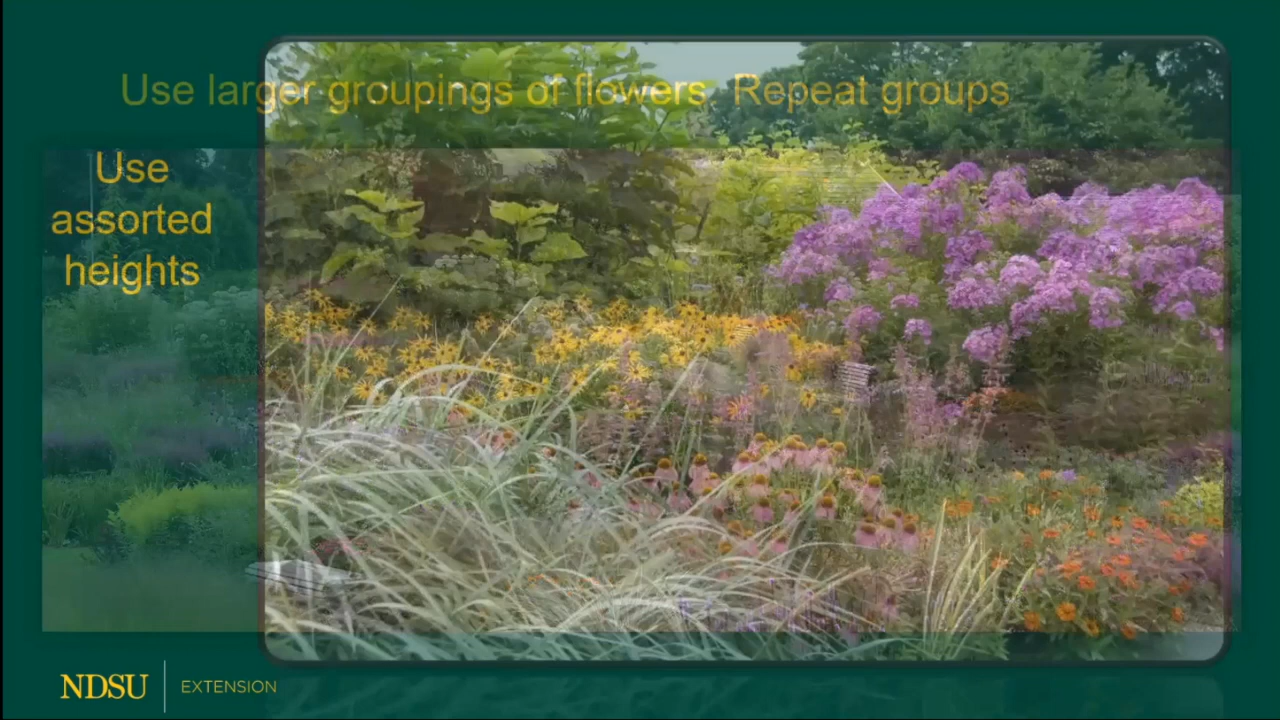 Use larger groupings of flowers Repeat groups
Use
assorted
heights
NDSU EXTENSION